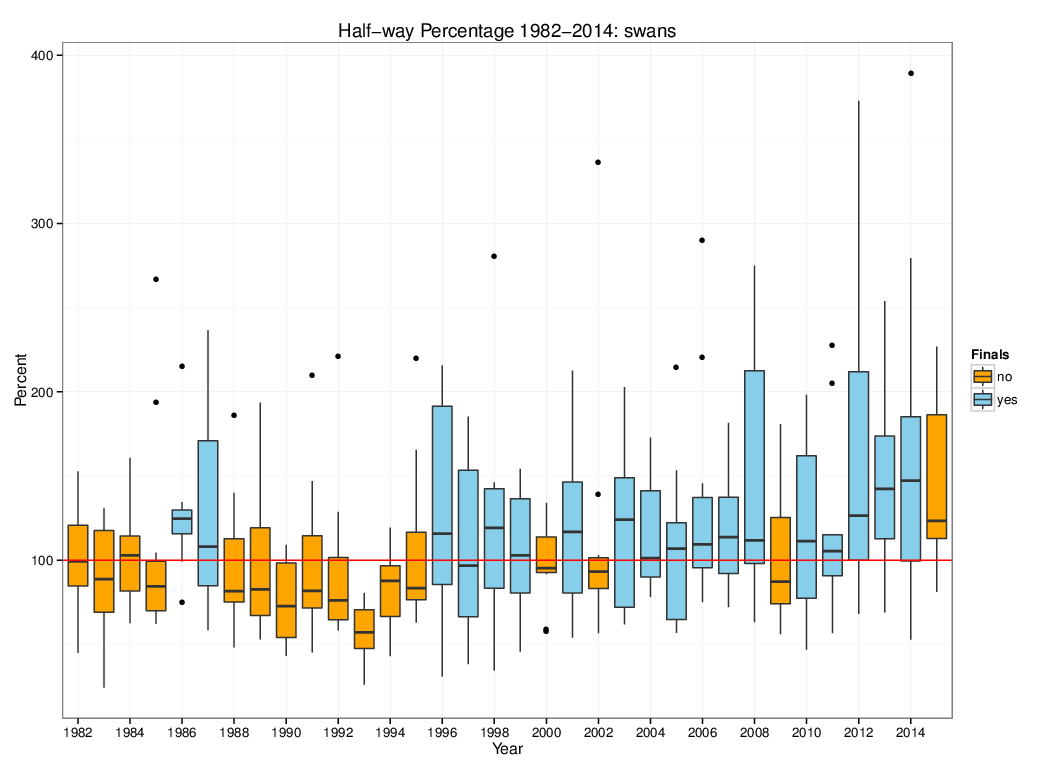 Half−way Percentage 1982−2014: swans
400
300
200
100
Percent
1982 1984 1986 1988 1990 1992 1994 1996 1998 2000 2002 2004 2006 2008 2010 2012 2014
Year
Finals
no
yes